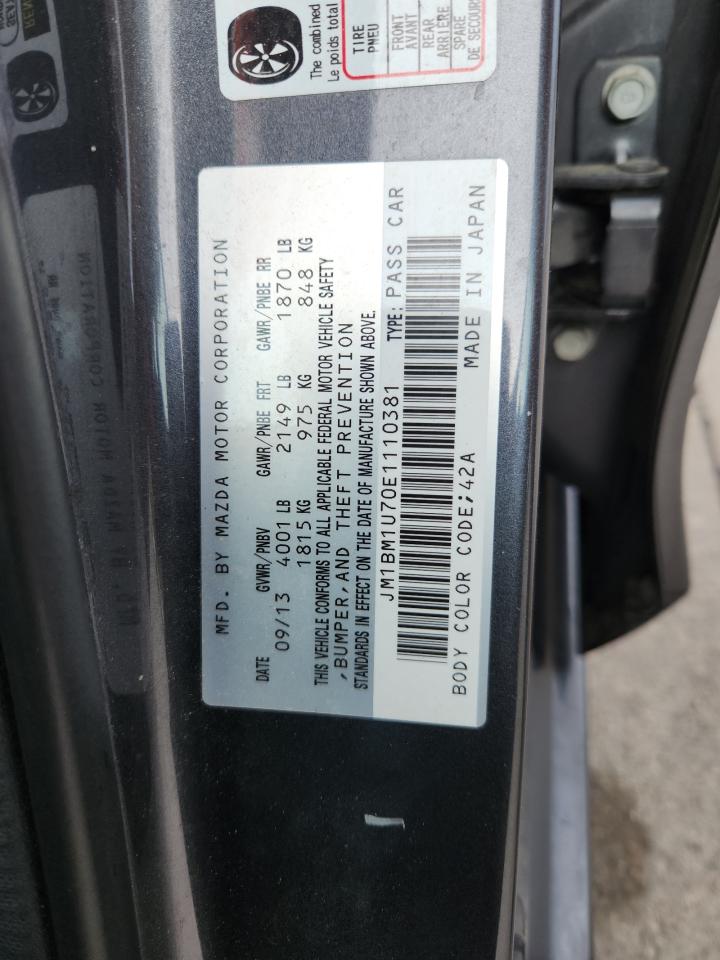 The combined
Le poids total
TIRE
PNEU
FRONT
AVANT
REAR
ARRIÈRE
SPARE
DE SECOURS
MFD. BY MAZDA MOTOR CORPORATION
DATE GVWR/PNBV GAWR/PNBE FRT GAWR/PNBE RR
09/13 4001 LB 2149 LB 1870 LB
1815 KG 975 KG 848 KG
THIS VEHICLE CONFORMS TO ALL APPLICABLE FEDERAL MOTOR VEHICLE SAFETY
,BUMPER,AND THEFT PREVENTION
STANDARDS IN EFFECT ON THE DATE OF MANUFACTURE SHOWN ABOVE.
JM1BM1U70E1110381 TYPE: PASS CAR
BODY COLOR CODE;42A MADE IN JAPAN